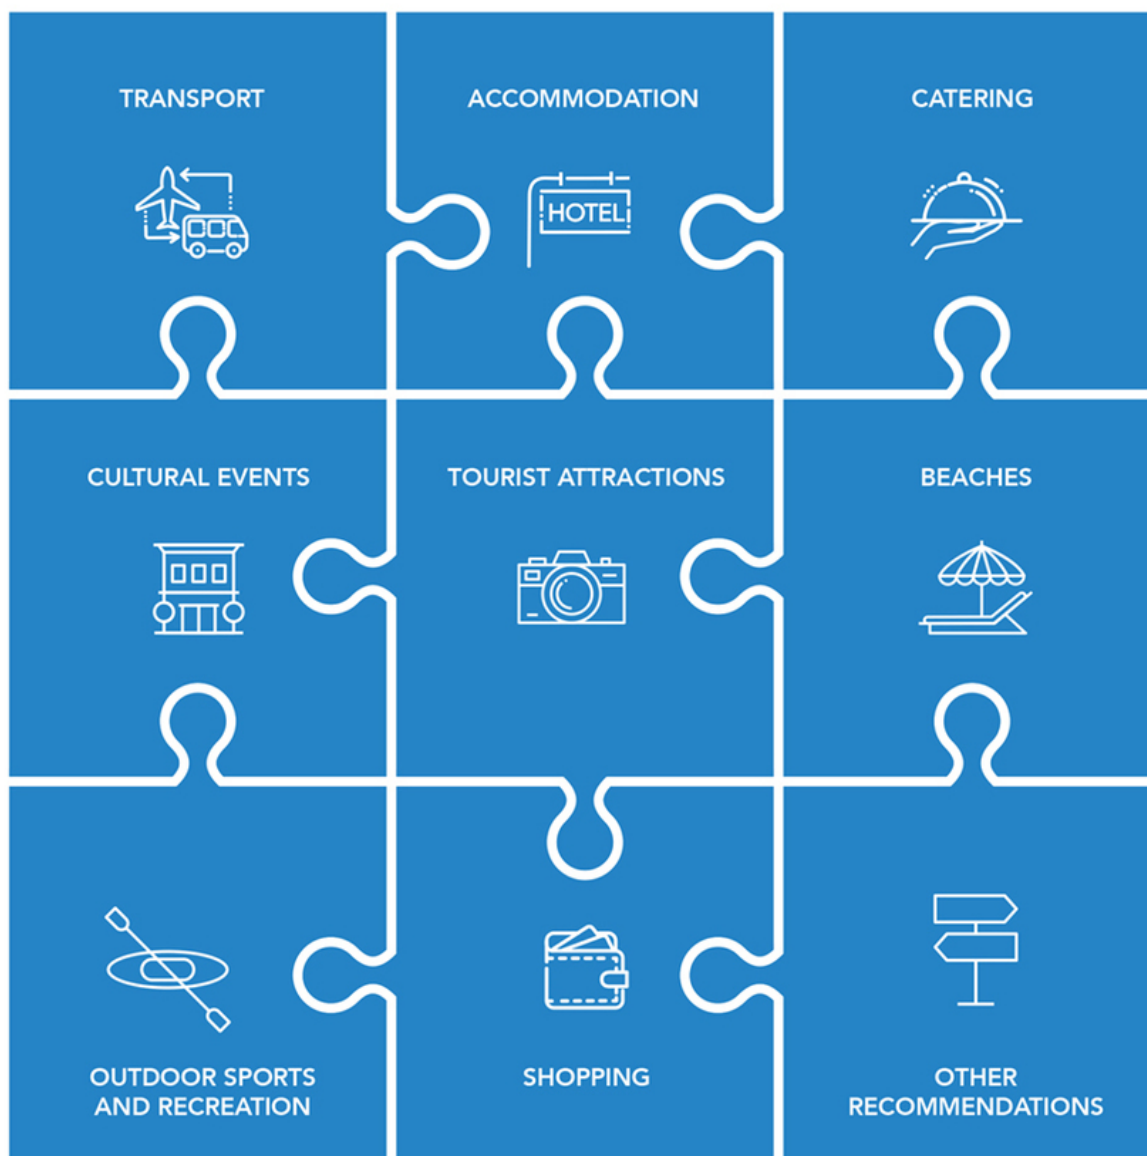 TRANSPORT
ACCOMMODATION
CATERING
HOTEL
CULTURAL EVENTS
TOURIST ATTRACTIONS
BEACHES
OUTDOOR SPORTS
AND RECREATION
SHOPPING
OTHER
RECOMMENDATIONS